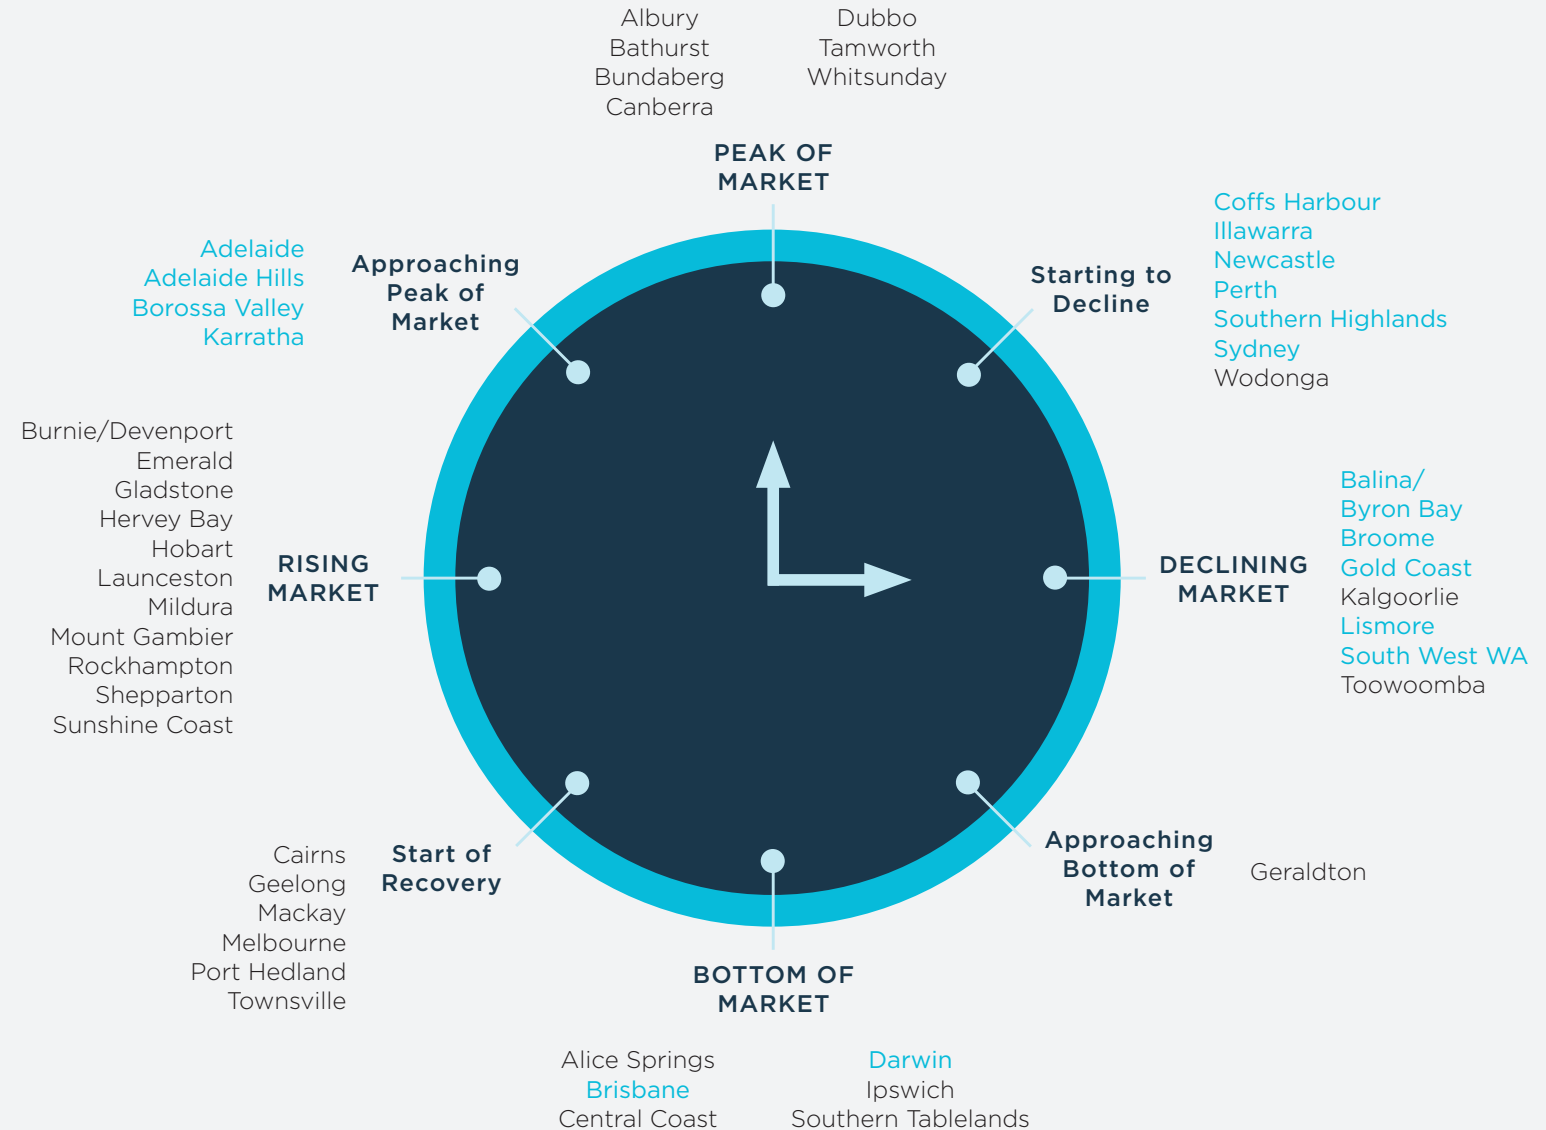 Albury
Bathurst
Bundaberg
Canberra
Dubbo
Tamworth
Whitsunday
PEAK OF
MARKET
Coffs Harbour
Illawarra
Newcastle
Perth
Southern Highlands
Sydney
Wodonga
Starting to
Decline
Adelaide
Adelaide Hills
Borossa Valley
Karratha
Approaching
Peak of
Market
Burnie/Devenport
Emerald
Gladstone
Hervey Bay
Hobart
Launceston
Mildura
Mount Gambier
Rockhampton
Shepparton
Sunshine Coast
RISING
MARKET
DECLINING
MARKET
Balina/
Byron Bay
Broome
Gold Coast
Kalgoorlie
Lismore
South West WA
Toowoomba
Cairns
Geelong
Mackay
Melbourne
Port Hedland
Townsville
Start of
Recovery
Approaching
Bottom of
Market
Geraldton
BOTTOM OF
MARKET
Alice Springs
Brisbane
Central Coast
Darwin
Ipswich
Southern Tablelands